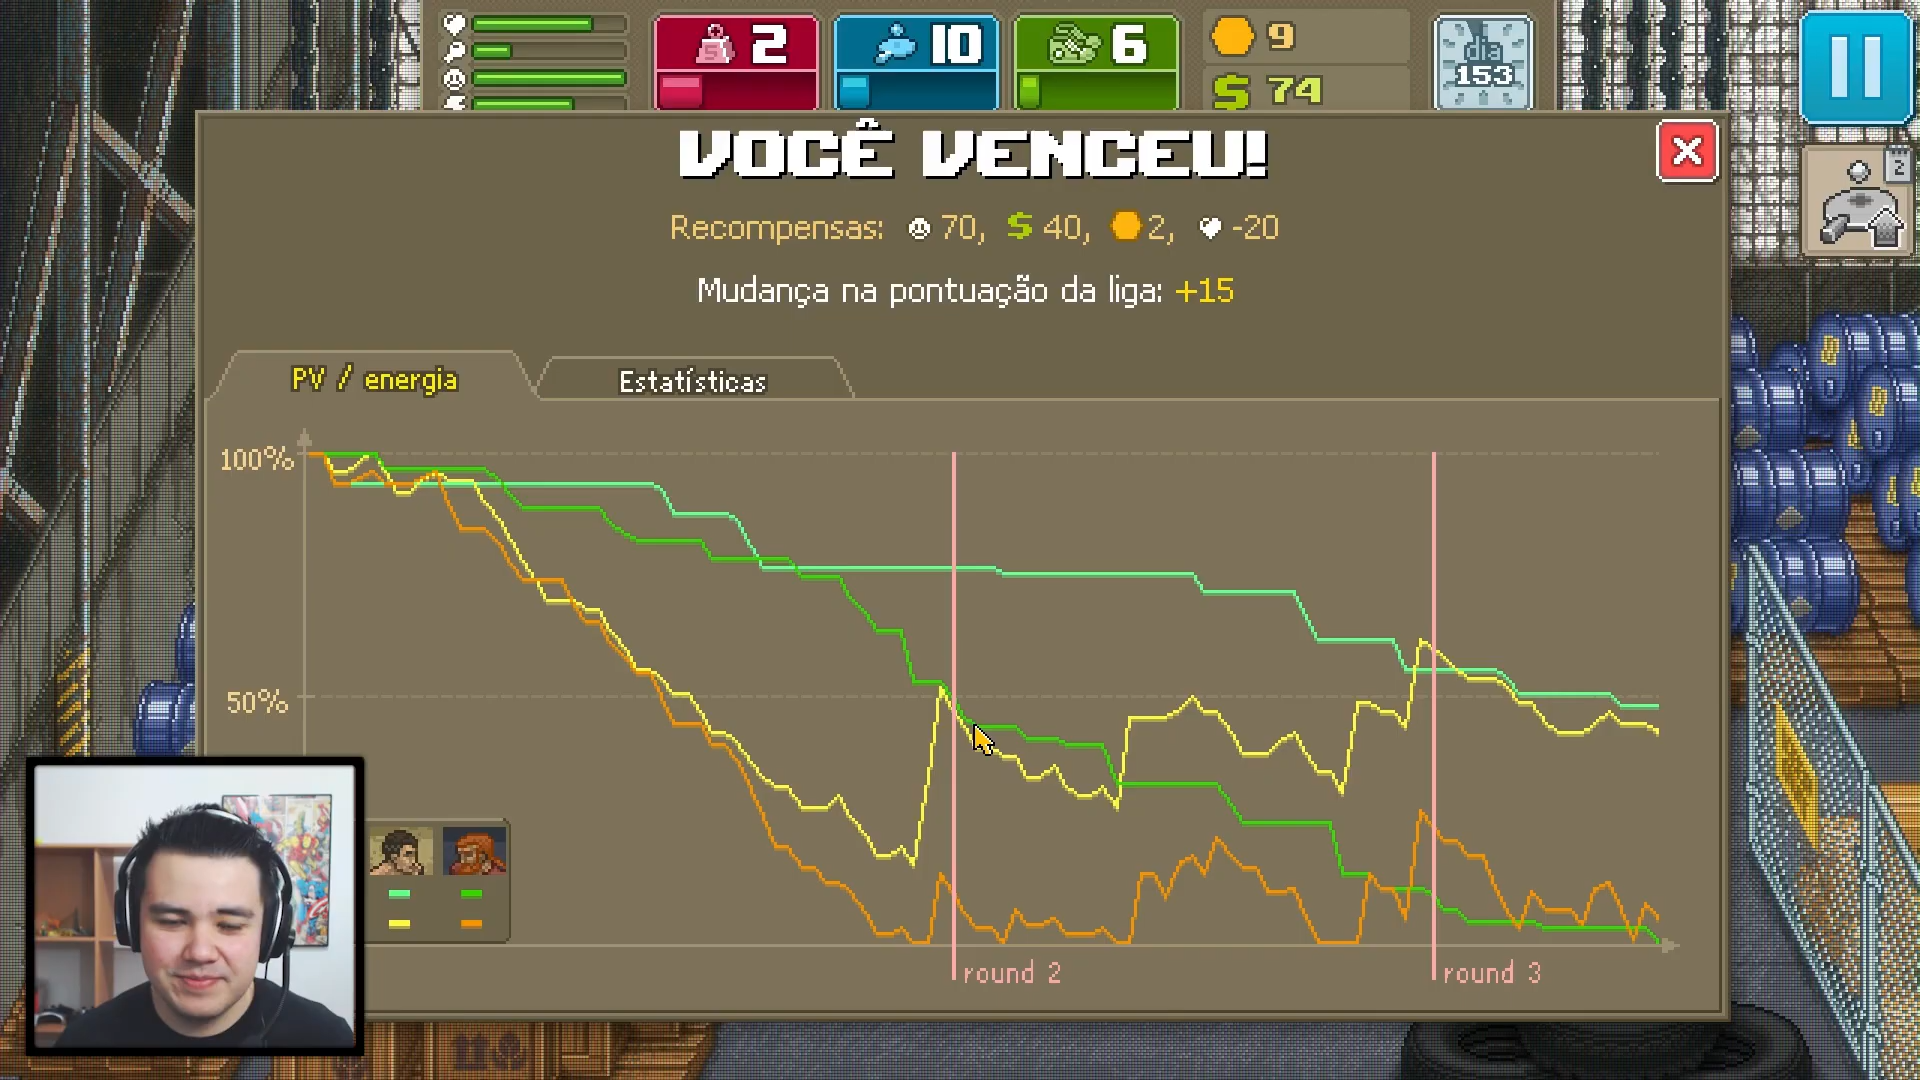 2
10
6
9
74
dia
153
2
VOCÊ VENCEU!
Recompensas: 70, $ 40, 2, -20
Mudança na pontuação da liga: +15
PV / energia
Estatísticas
100%
50%
round 2
round 3